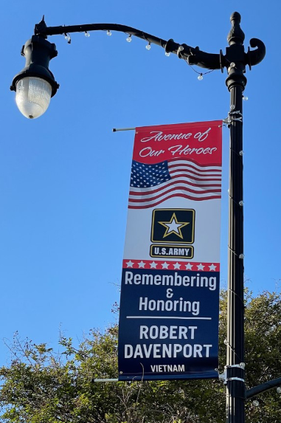 Avenue of
Our Heroes
U.S.ARMY
Remembering
&
Honoring
ROBERT
DAVENPORT
VIETNAM